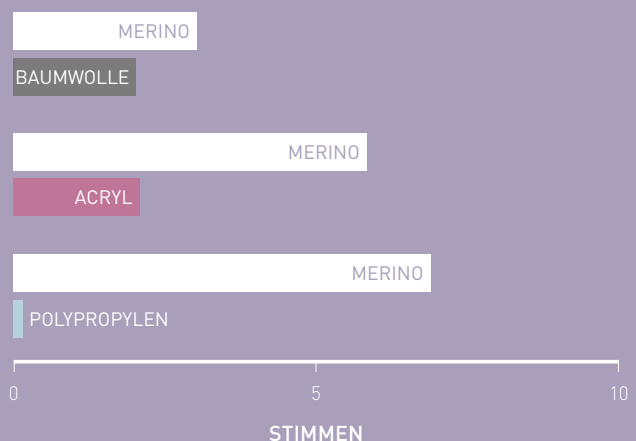 MERINO
BAUMWOLLE
MERINO
ACRYL
MERINO
POLYPROPYLEN
0 5 10
STIMMEN